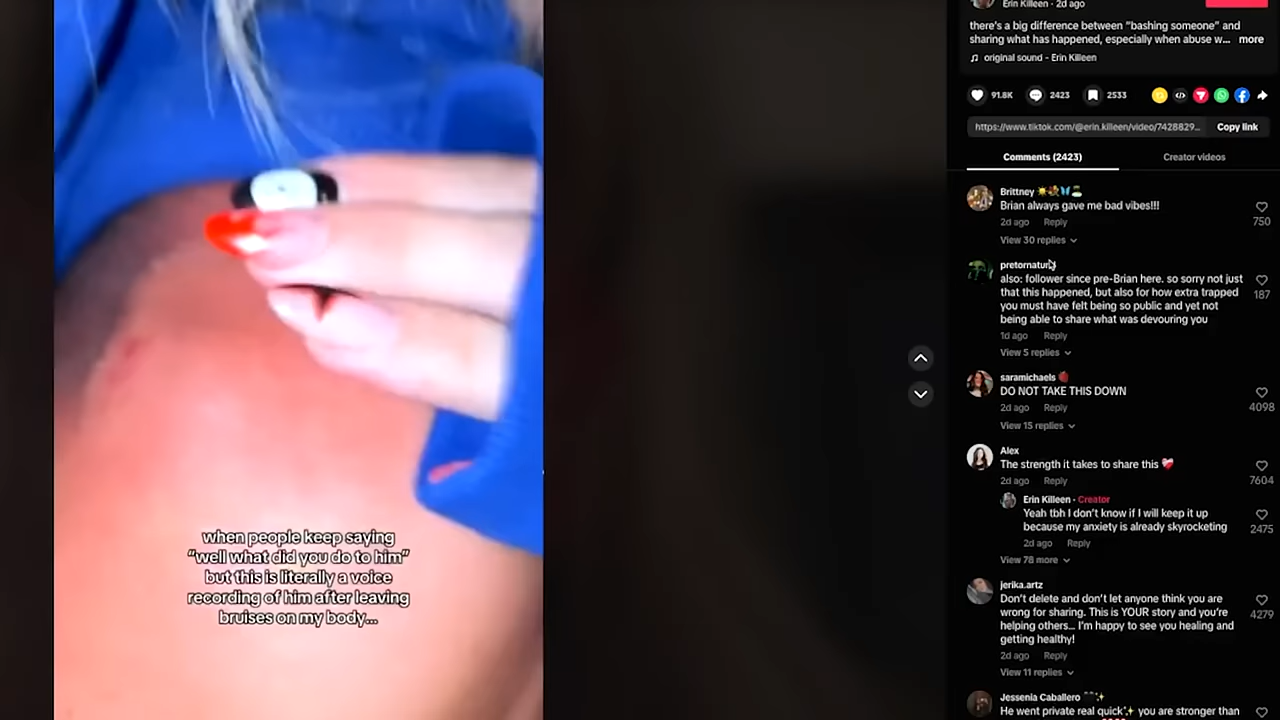 when people keep saying
“well what did you do to him”
but this is literally a voice
recording of him after leaving
bruises on my body...
Erin Killeen · 2d ago
there's a big difference between “bashing someone” and
sharing what has happened, especially when abuse w... more
original sound - Erin Killeen
91.8K 2423 2533
https://www.tiktok.com/@erin.killeen/video/7428829... Copy link
Comments (2423) Creator videos
Brittney
Brian always gave me bad vibes!!!
750
2d ago Reply
View 30 replies
also: follower since pre-Brian here. so sorry not just
that this happened, but also for how extra trapped
you must have felt being so public and yet not
being able to share what was devouring you
187
1d ago Reply
View 5 replies
saramichaels
DO NOT TAKE THIS DOWN
4098
2d ago Reply
View 15 replies
Alex
The strength it takes to share this
7604
2d ago Reply
Erin Killeen · Creator
Yeah tbh I don't know if I will keep it up
because my anxiety is already skyrocketing
2475
2d ago Reply
View 78 more
jerika.artz
Don't delete and don't let anyone think you are
wrong for sharing. This is YOUR story and you're
helping others... I'm happy to see you healing and
getting healthy!
4279
2d ago Reply
View 11 replies
Jessenia Caballero
He went private real quick you are stronger than